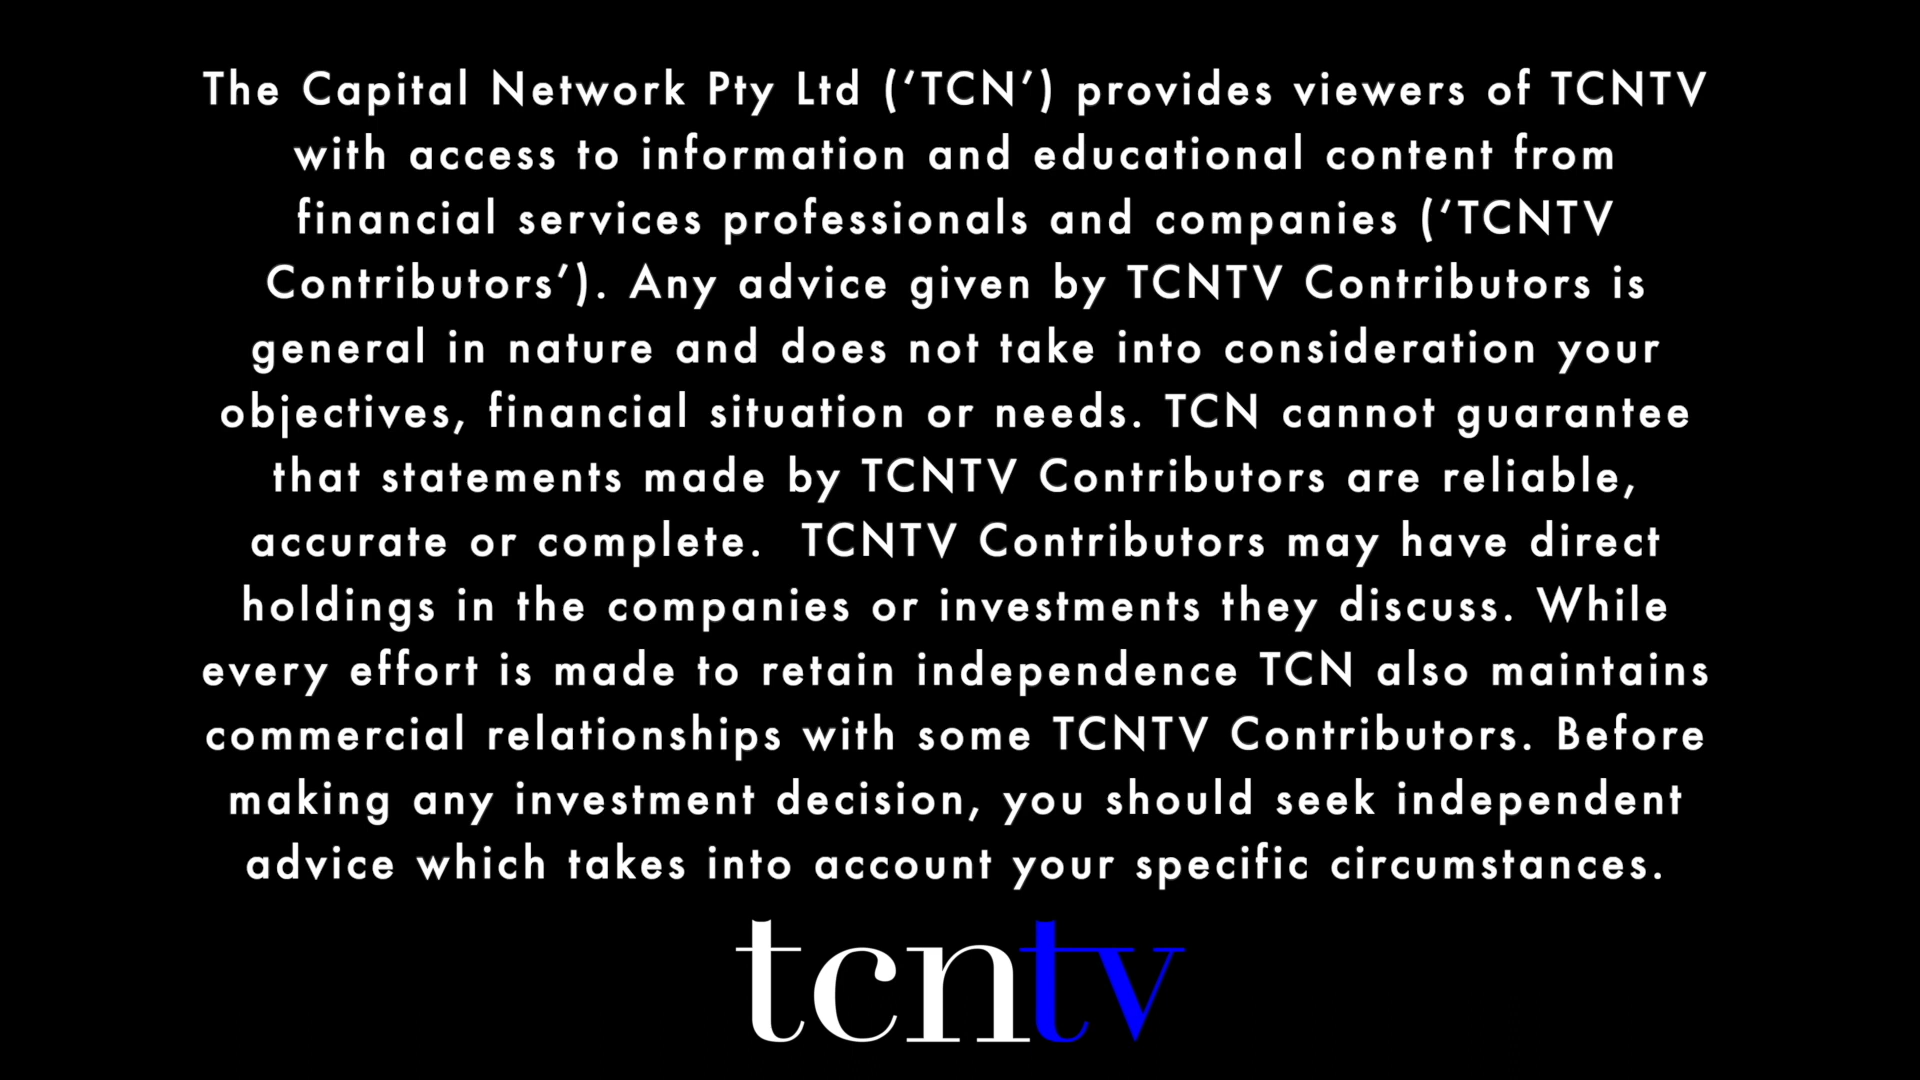 The Capital Network Pty Ltd (‘TCN’) provides viewers of TCNTV
with access to information and educational content from
financial services professionals and companies (‘TCNTV
Contributors’). Any advice given by TCNTV Contributors is
general in nature and does not take into consideration your
objectives, financial situation or needs. TCN cannot guarantee
that statements made by TCNTV Contributors are reliable,
accurate or complete.  TCNTV Contributors may have direct
holdings in the companies or investments they discuss. While
every effort is made to retain independence TCN also maintains
commercial relationships with some TCNTV Contributors. Before
making any investment decision, you should seek independent
advice which takes into account your specific circumstances.
tcntv